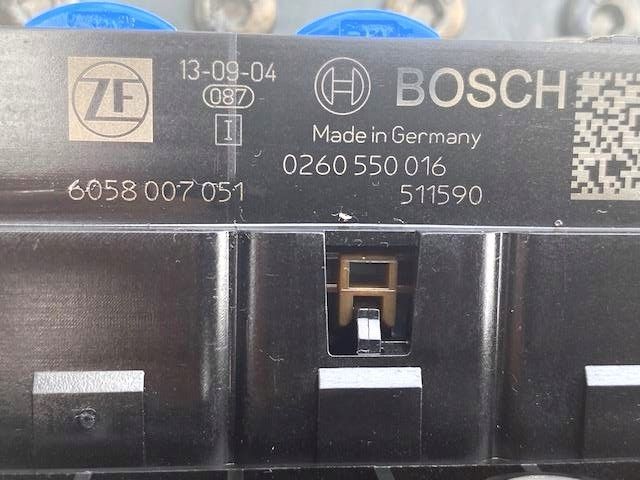 ZF
13-09-04
087
I
BOSCH
Made in Germany
0260 550 016
6058 007 051
511590